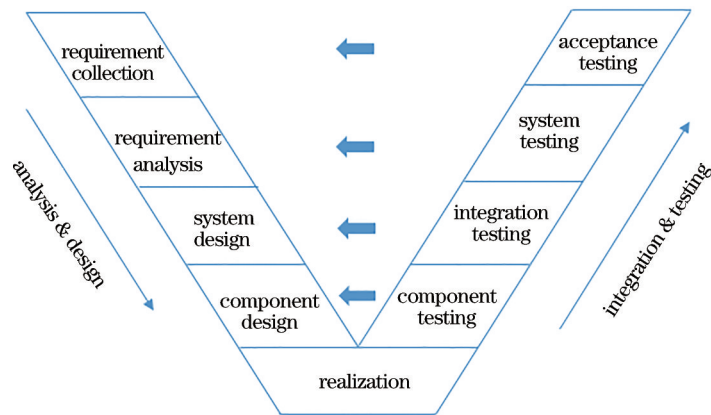 requirement
collection
acceptance
testing
requirement
analysis
system
testing
system
design
integration
testing
component
design
component
testing
realization
analysis & design
integration & testing